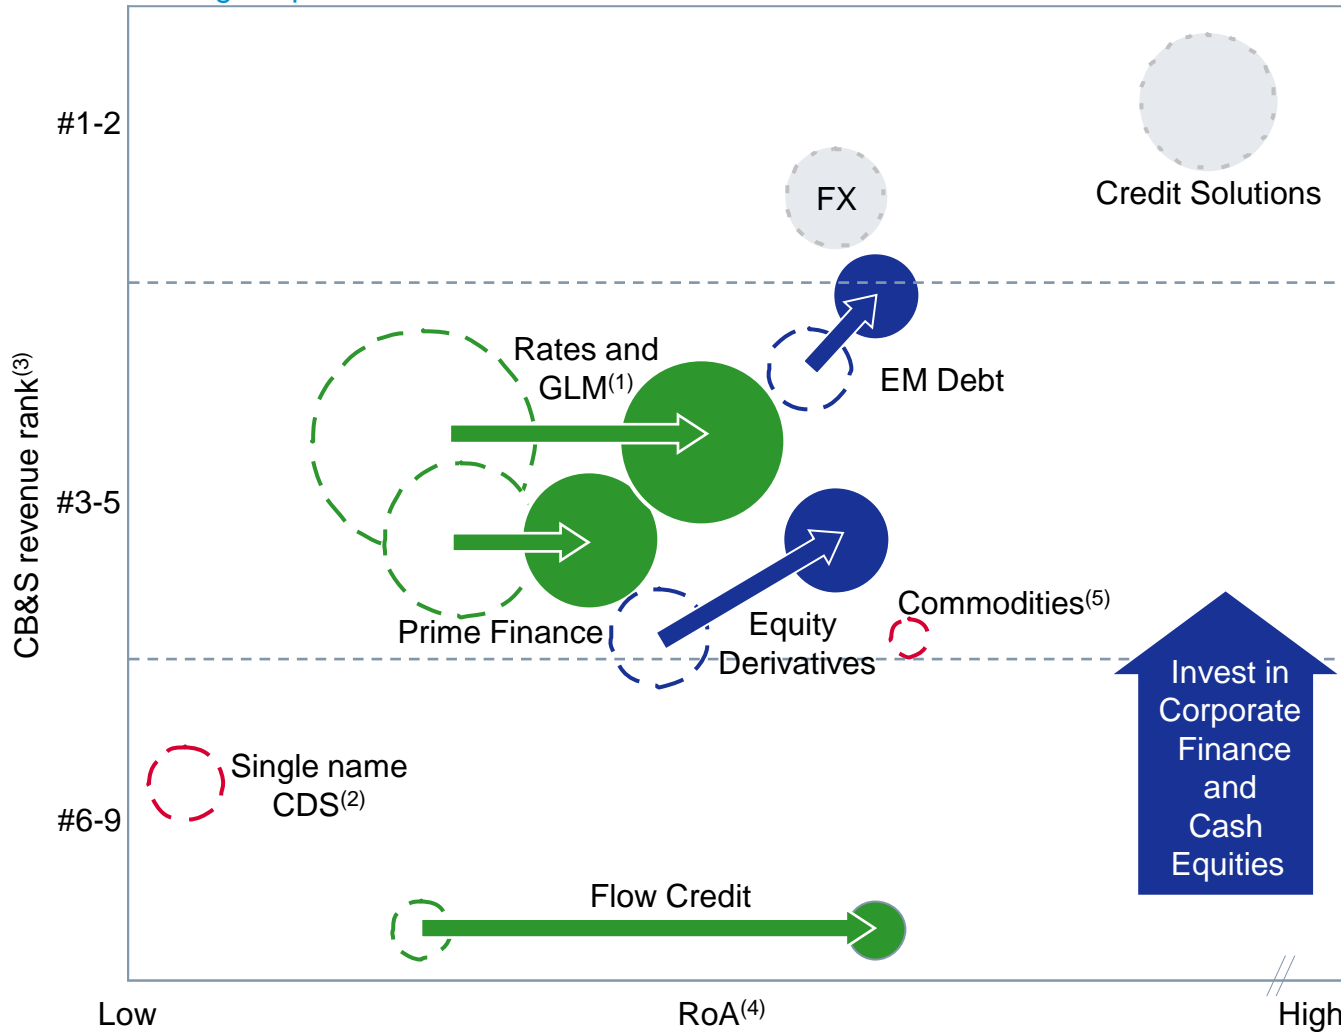 #1-2
FX
Credit Solutions
Rates and
GLM(1)
EM Debt
CB&S revenue rank(3)
#3-5
Commodities(5)
Prime Finance
Equity
Derivatives
Invest in
Corporate
Finance
and
Cash
Equities
Single name
CDS(2)
#6-9
Flow Credit
Low
RoA(4)
High